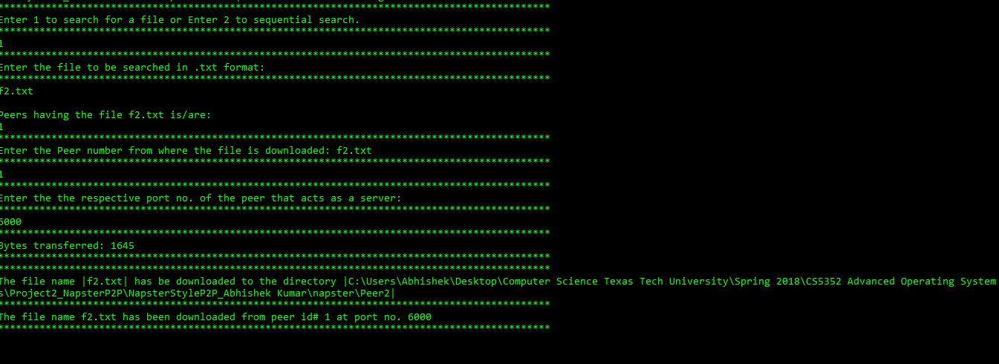 *********************************************************************************************
Enter 1 to search for a file or Enter 2 to sequential search.
*********************************************************************************************
1
*********************************************************************************************
Enter the file to be searched in .txt format:
*********************************************************************************************
f2.txt
Peers having the file f2.txt is/are:
1
*********************************************************************************************
Enter the Peer number from where the file is downloaded: f2.txt
*********************************************************************************************
1
*********************************************************************************************
Enter the the respective port no. of the peer that acts as a server:
*********************************************************************************************
6000
*********************************************************************************************
Bytes transferred: 1645
*********************************************************************************************
*********************************************************************************************
The file name |f2.txt| has be downloaded to the directory |C:\Users\Abhishek\Desktop\Computer Science Texas Tech University\Spring 2018\CS5352 Advanced Operating System
s\Project2_NapsterP2P\NapsterStyleP2P_Abhishek Kumar\napster\Peer2|
*********************************************************************************************
The file name f2.txt has been downloaded from peer id# 1 at port no. 6000
*********************************************************************************************